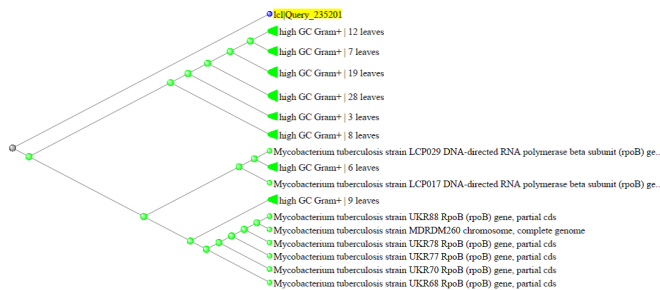 lcl|Query_235201
high GC Gram+ | 12 leaves
high GC Gram+ | 7 leaves
high GC Gram+ | 19 leaves
high GC Gram+ | 28 leaves
high GC Gram+ | 3 leaves
high GC Gram+ | 8 leaves
Mycobacterium tuberculosis strain LCP029 DNA-directed RNA polymerase beta subunit (rpoB) ge...
high GC Gram+ | 6 leaves
Mycobacterium tuberculosis strain LCP017 DNA-directed RNA polymerase beta subunit (rpoB) ge...
high GC Gram+ | 9 leaves
Mycobacterium tuberculosis strain UKR88 RpoB (rpoB) gene, partial cds
Mycobacterium tuberculosis strain MDRDM260 chromosome, complete genome
Mycobacterium tuberculosis strain UKR78 RpoB (rpoB) gene, partial cds
Mycobacterium tuberculosis strain UKR77 RpoB (rpoB) gene, partial cds
Mycobacterium tuberculosis strain UKR70 RpoB (rpoB) gene, partial cds
Mycobacterium tuberculosis strain UKR68 RpoB (rpoB) gene, partial cds